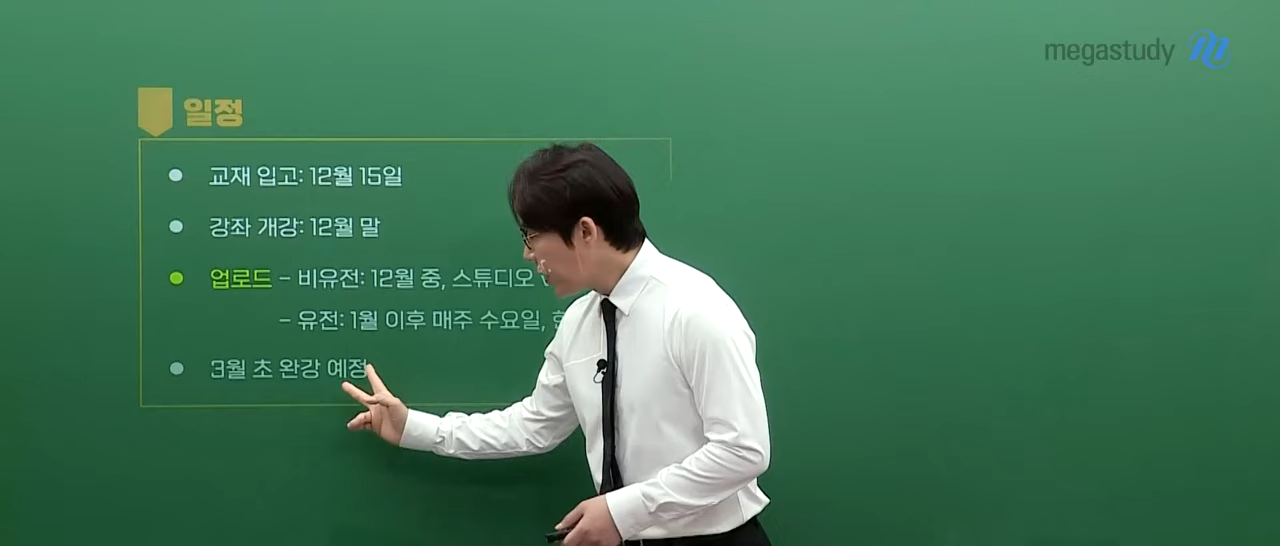 megastudy
일정
교재 입고: 12월 15일
강좌 개강: 12월 말
업로드 – 비유전: 12월 중, 스튜디오
– 유전: 1월 이후 매주 수요일,
3월 초 완강 예정